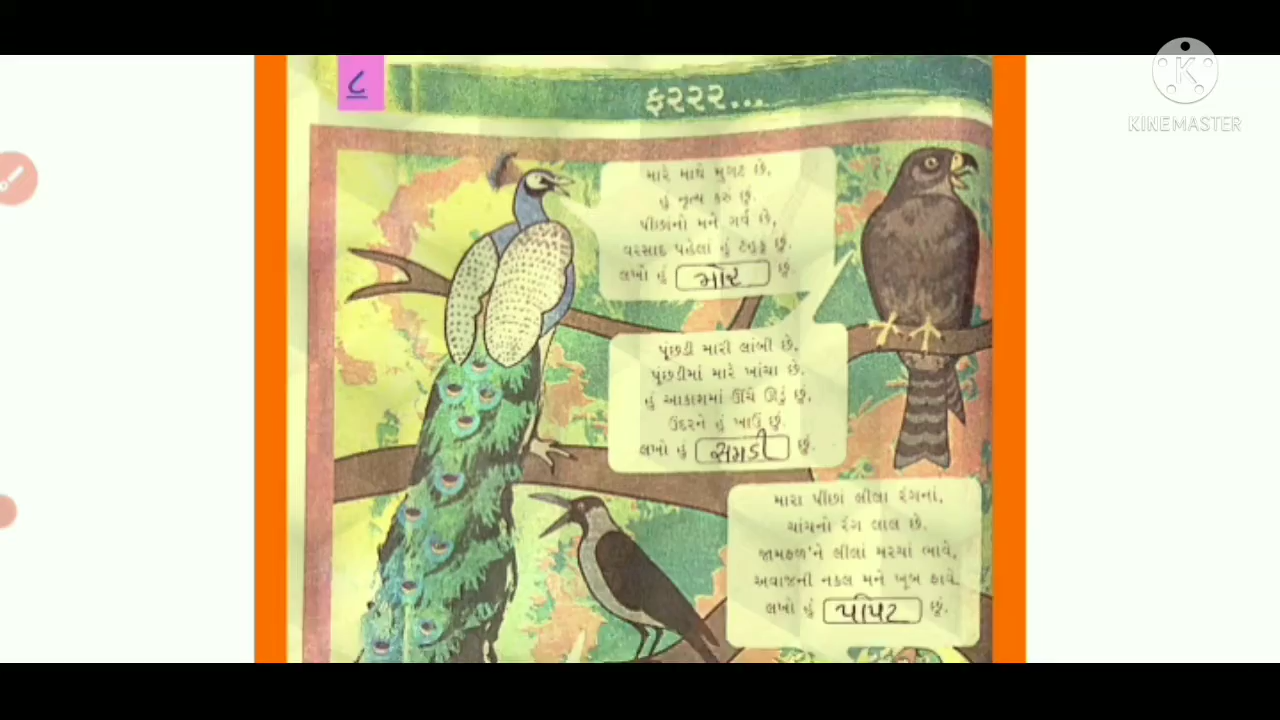 ૮
ફરરર...
મારે માથે મુગટ છે,
હું નૃત્ય કરું છું.
પીંછાંનો મને ગર્વ છે,
વરસાદ પહેલાં હું ટહુકું છું.
લખો હું મોર છું.
પૂંછડી મારી લાંબી છે,
પૂંછડીમાં મારે ખાંચા છે,
હું આકાશમાં ઊંચે ઊડું છું,
ઉંદરને હું ખાઉં છું.
લખો હું સમડી છું.
મારા પીંછાં લીલા રંગનાં,
ચાંચનો રંગ લાલ છે.
જામફળ'ને લીલાં મરચાં ભાવે,
અવાજની નકલ મને ખૂબ ફાવે.
લખો હું પોપટ છું.
KINEMASTER